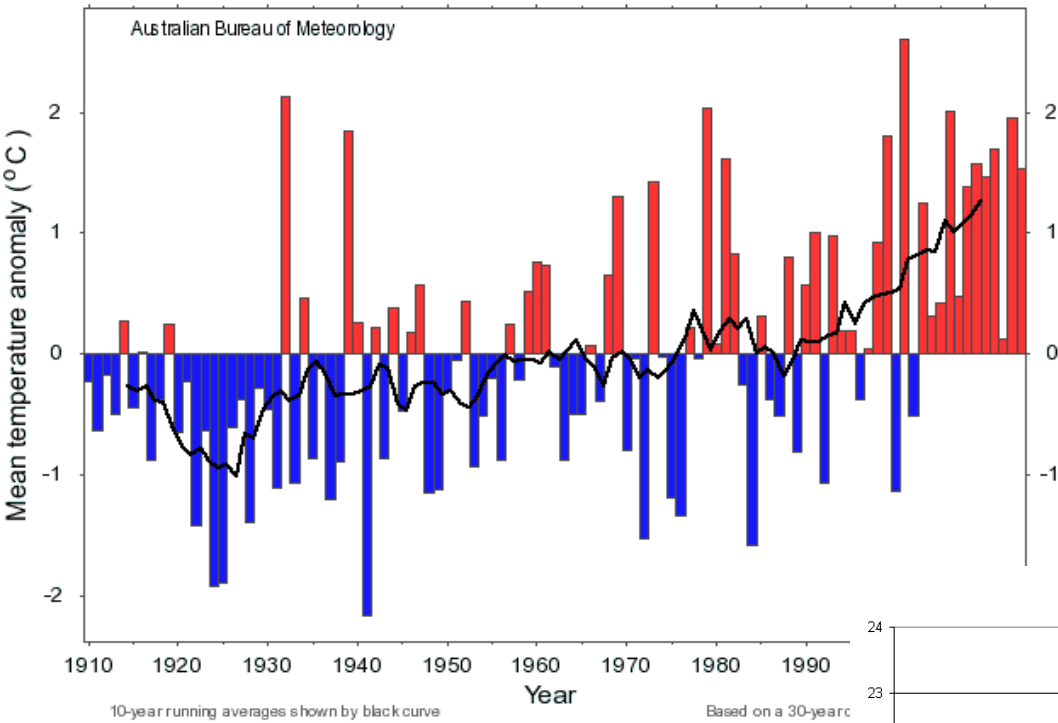 Australian Bureau of Meteorology
Mean temperature anomaly (°C)
2
1
0
-1
-2
2
1
0
-1
1910 1920 1930 1940 1950 1960 1970 1980 1990
Year
10-year running averages shown by black curve
Based on a 30-year
24
23